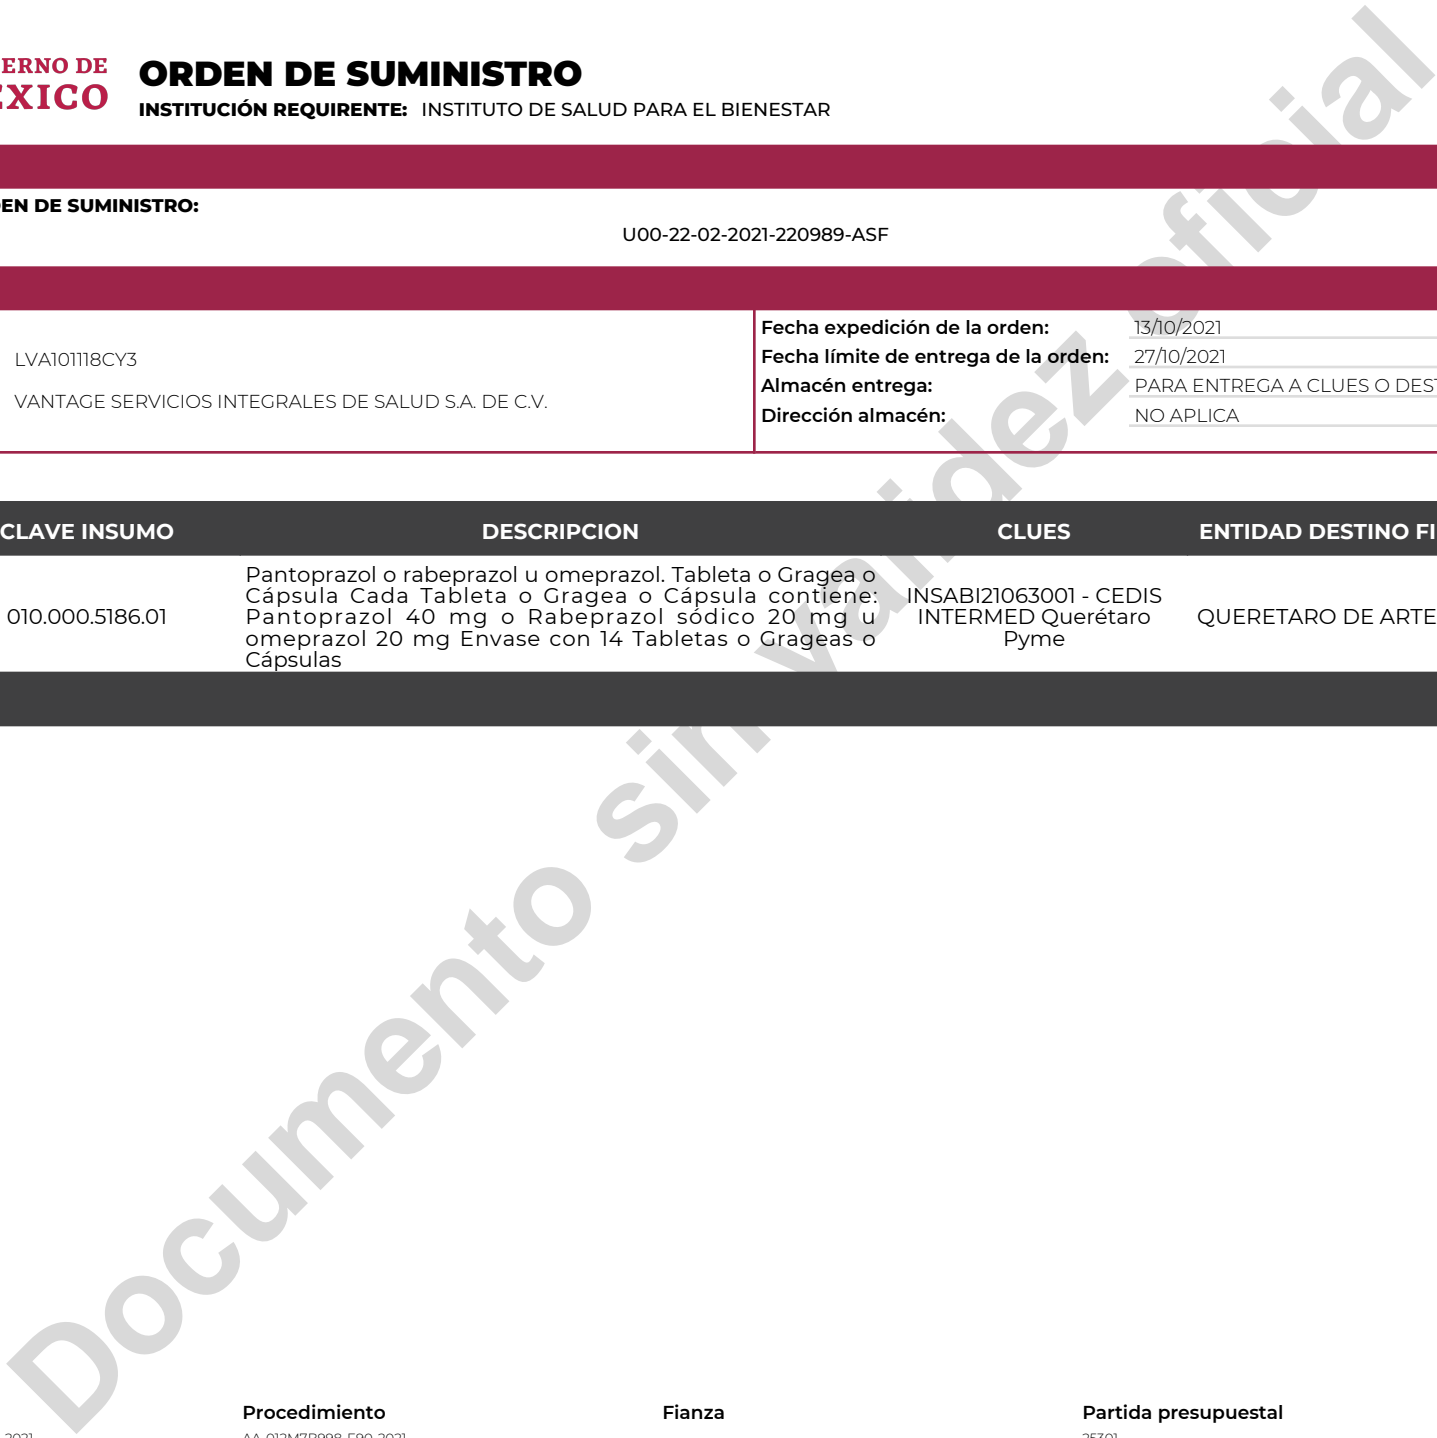 ERNO DE
ORDEN DE SUMINISTRO
EXICO
INSTITUCIÓN REQUIRENTE: INSTITUTO DE SALUD PARA EL BIENESTAR
EN DE SUMINISTRO:
U00-22-02-2021-220989-ASF
LVA101118CY3
VANTAGE SERVICIOS INTEGRALES DE SALUD S.A. DE C.V.
Fecha expedición de la orden: 13/10/2021
Fecha límite de entrega de la orden: 27/10/2021
Almacén entrega: PARA ENTREGA A CLUES O DEST
Dirección almacén: NO APLICA
CLAVE INSUMO DESCRIPCION CLUES ENTIDAD DESTINO FI
010.000.5186.01
Pantoprazol o rabeprazol u omeprazol. Tableta o Gragea o
Cápsula Cada Tableta o Gragea o Cápsula contiene:
Pantoprazol 40 mg o Rabeprazol sódico 20 mg u
omeprazol 20 mg Envase con 14 Tabletas o Grageas o
Cápsulas
INSABI21063001 - CEDIS
INTERMED Querétaro
Pyme
QUERETARO DE ARTE
Documento sin validez oficial
Procedimiento Fianza Partida presupuestal